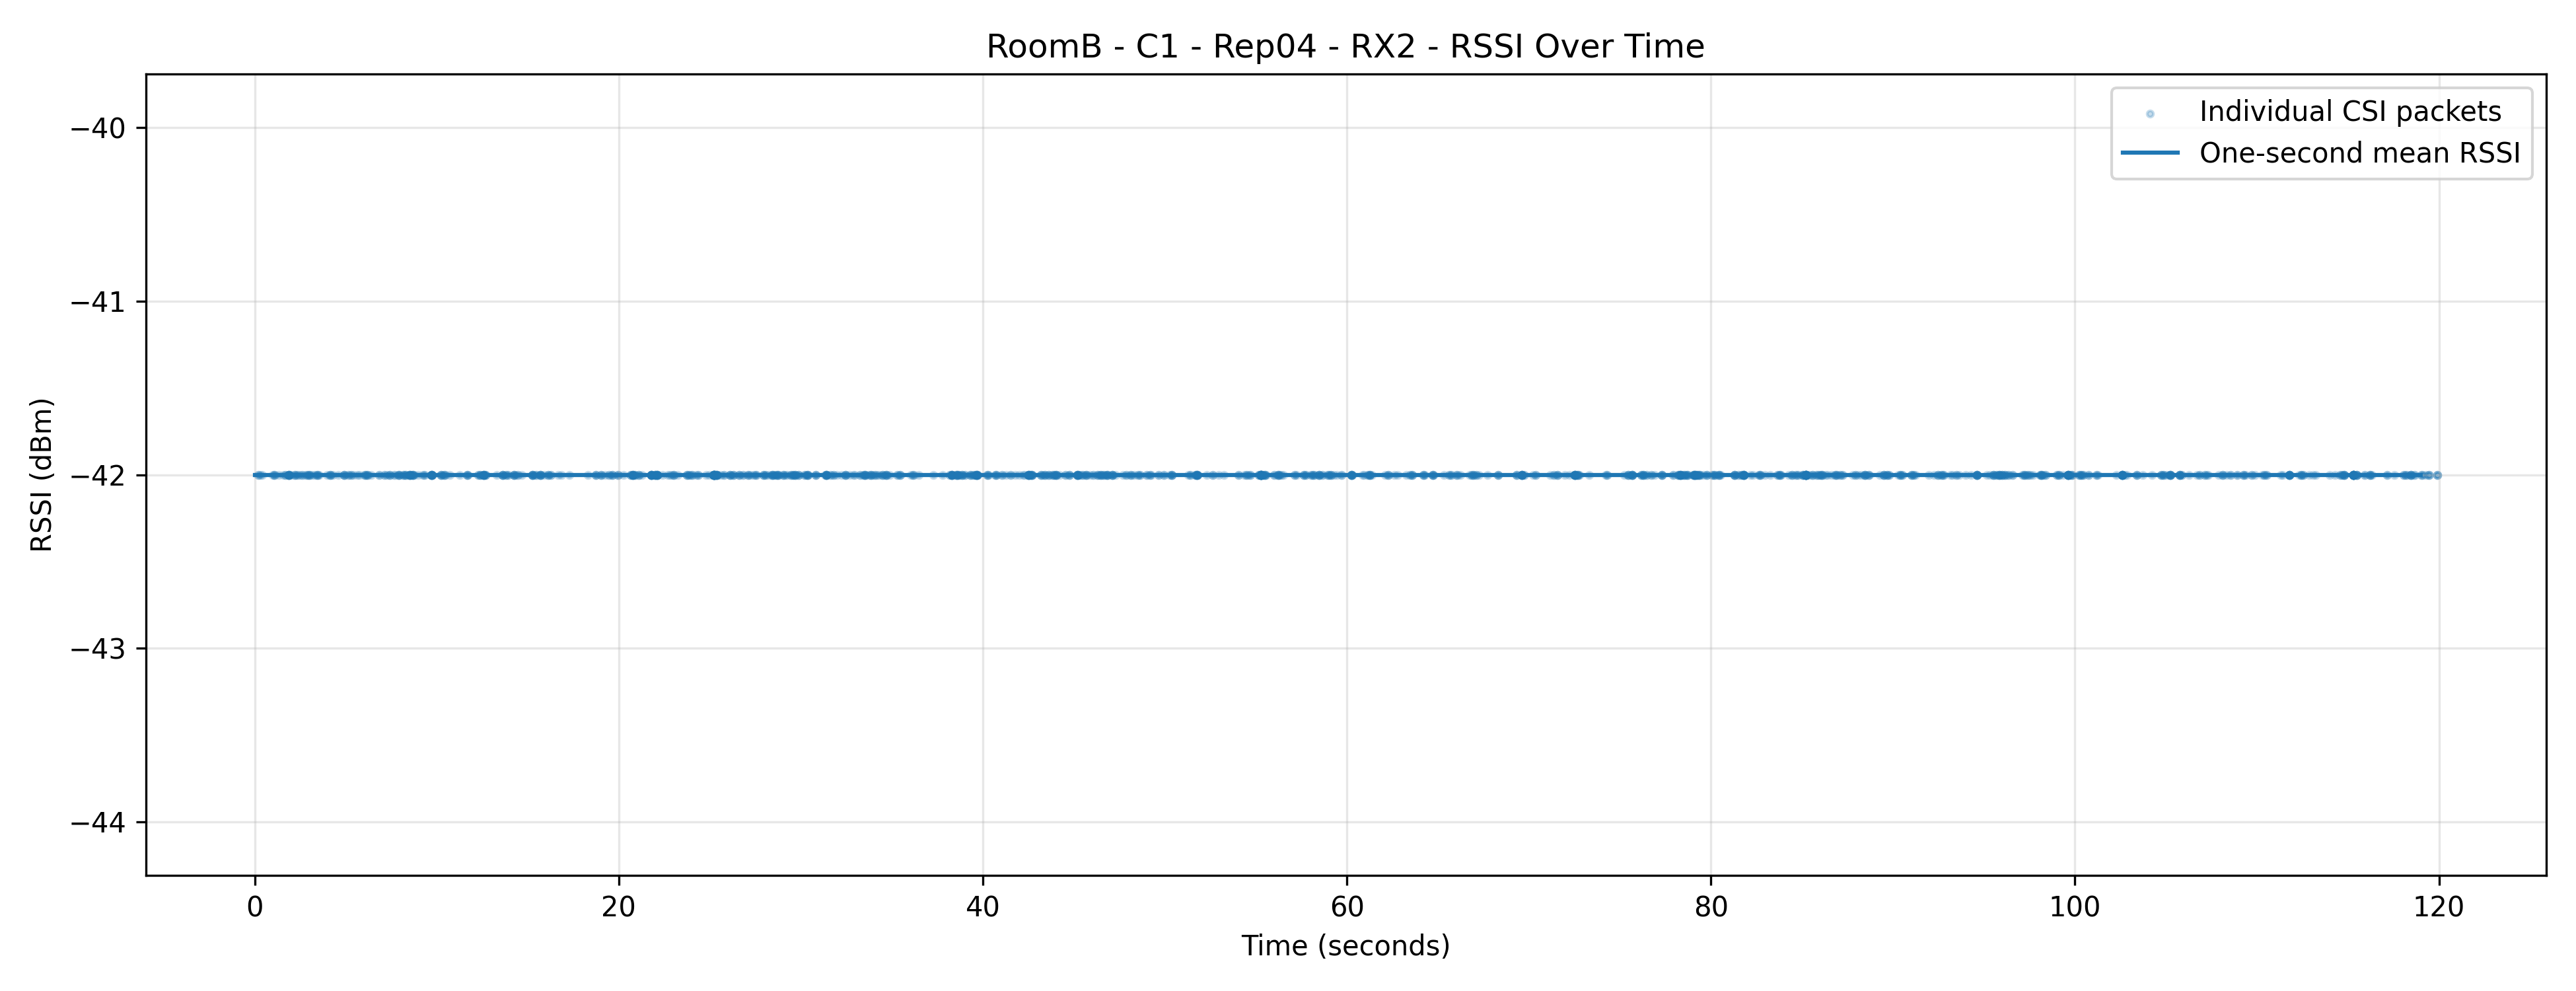 RoomB - C1 - Rep04 - RX2 - RSSI Over Time
Individual CSI packets
One-second mean RSSI
RSSI (dBm)
−40
−41
−42
−43
−44
0 20 40 60 80 100 120
Time (seconds)